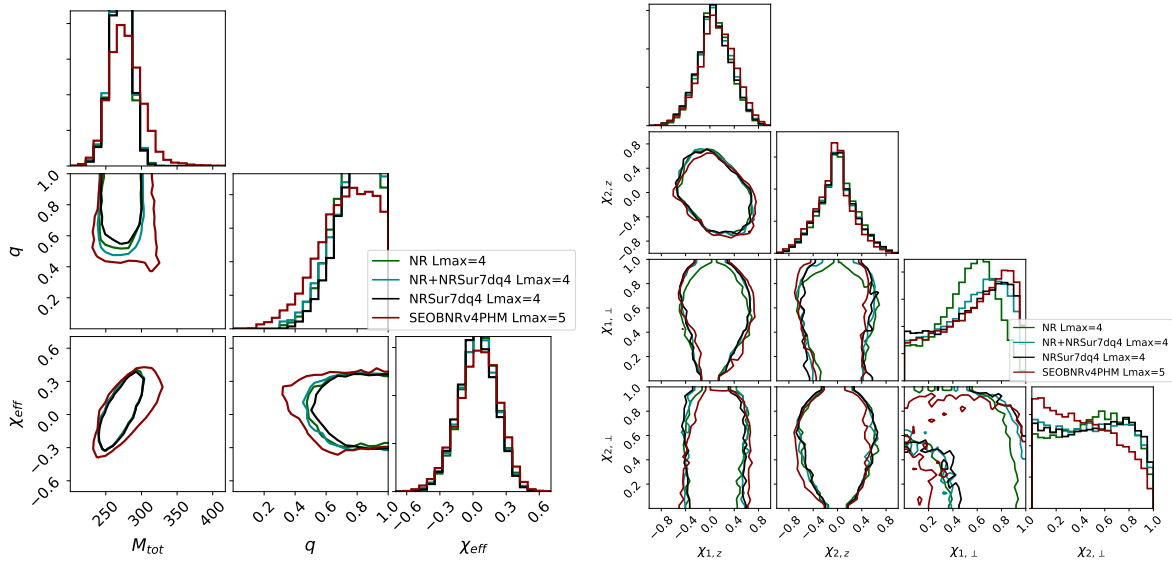 q
1.0
0.8
0.6
0.4
NR Lmax=4
NR+NRSur7dq4 Lmax=4
NRSur7dq4 Lmax=4
SEOBNRv4PHM Lmax=5
χeff
0.6
0.3
0.0
−0.3
−0.6
250 300 350 400
Mtot
0.2 0.4 0.6 0.8 1.0
q
−0.6 −0.3 0.0 0.3 0.6
χeff
χ2, z
0.8
0.4
0.0
−0.4
−0.8
χ1, ⊥
1.0
0.8
0.6
0.4
0.2
NR Lmax=4
NR+NRSur7dq4 Lmax=4
NRSur7dq4 Lmax=4
SEOBNRv4PHM Lmax=5
χ2, ⊥
1.0
0.8
0.6
0.4
0.2
−0.8 −0.4 0.0 0.4 0.8
χ1, z
−0.8 −0.4 0.0 0.4 0.8
χ2, z
0.2 0.4 0.6 0.8 1.0
χ1, ⊥
0.2 0.4 0.6 0.8 1.0
χ2, ⊥